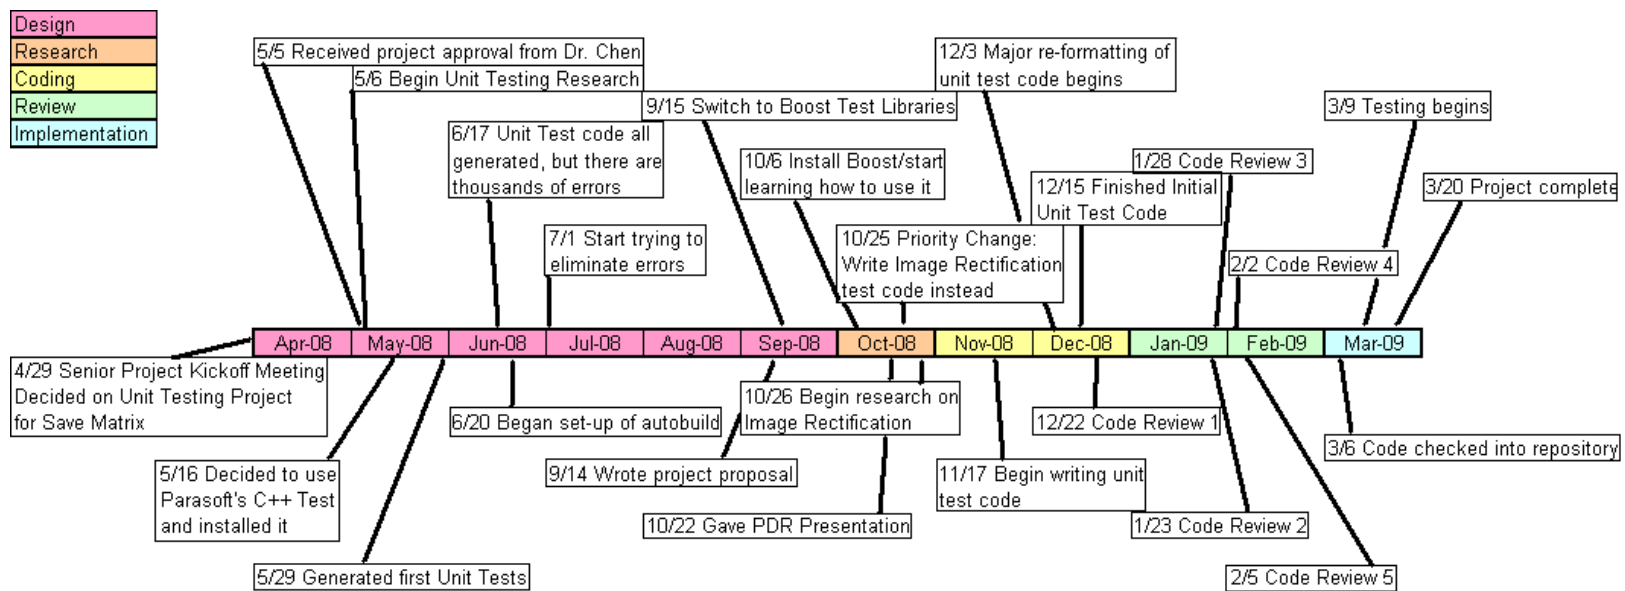 Design
Research
Coding
Review
Implementation
5/5 Received project approval from Dr. Chen
5/6 Begin Unit Testing Research
12/3 Major re-formatting of
unit test code begins
9/15 Switch to Boost Test Libraries
3/9 Testing begins
6/17 Unit Test code all
generated, but there are
thousands of errors
10/6 Install Boost/start
learning how to use it
1/28 Code Review 3
12/15 Finished Initial
Unit Test Code
3/20 Project complete
7/1 Start trying to
eliminate errors
10/25 Priority Change:
Write Image Rectification
test code instead
2/2 Code Review 4
Apr-08
May-08
Jun-08
Jul-08
Aug-08
Sep-08
Oct-08
Nov-08
Dec-08
Jan-09
Feb-09
Mar-09
4/29 Senior Project Kickoff Meeting
Decided on Unit Testing Project
for Save Matrix
10/26 Begin research on
Image Rectification
6/20 Began set-up of autobuild
12/22 Code Review 1
3/6 Code checked into repository
5/16 Decided to use
Parasoft's C++ Test
and installed it
9/14 Wrote project proposal
11/17 Begin writing unit
test code
10/22 Gave PDR Presentation
1/23 Code Review 2
5/29 Generated first Unit Tests
2/5 Code Review 5